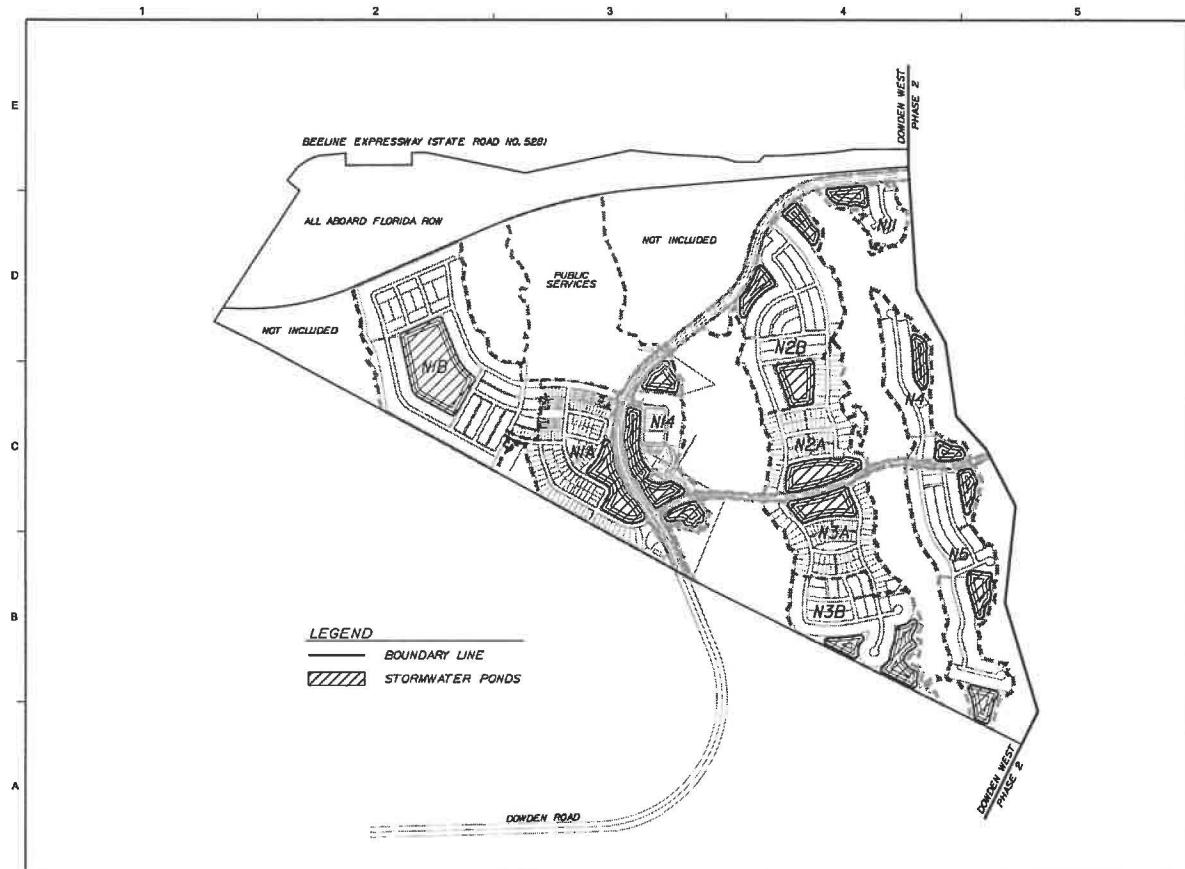 1
2
3
4
5
E
D
C
B
A
DOWDEN WEST
PHASE 2
BEELINE EXPRESSWAY (STATE ROAD NO. 528)
ALL ABOARD FLORIDA ROW
N11
NOT INCLUDED
PUBLIC
SERVICES
NOT INCLUDED
N2B
N1B
N4
N14
N2A
N1A
N3A
N5
N3B
LEGEND
BOUNDARY LINE
STORMWATER PONDS
DOWDEN WEST
PHASE 2
DOWDEN ROAD